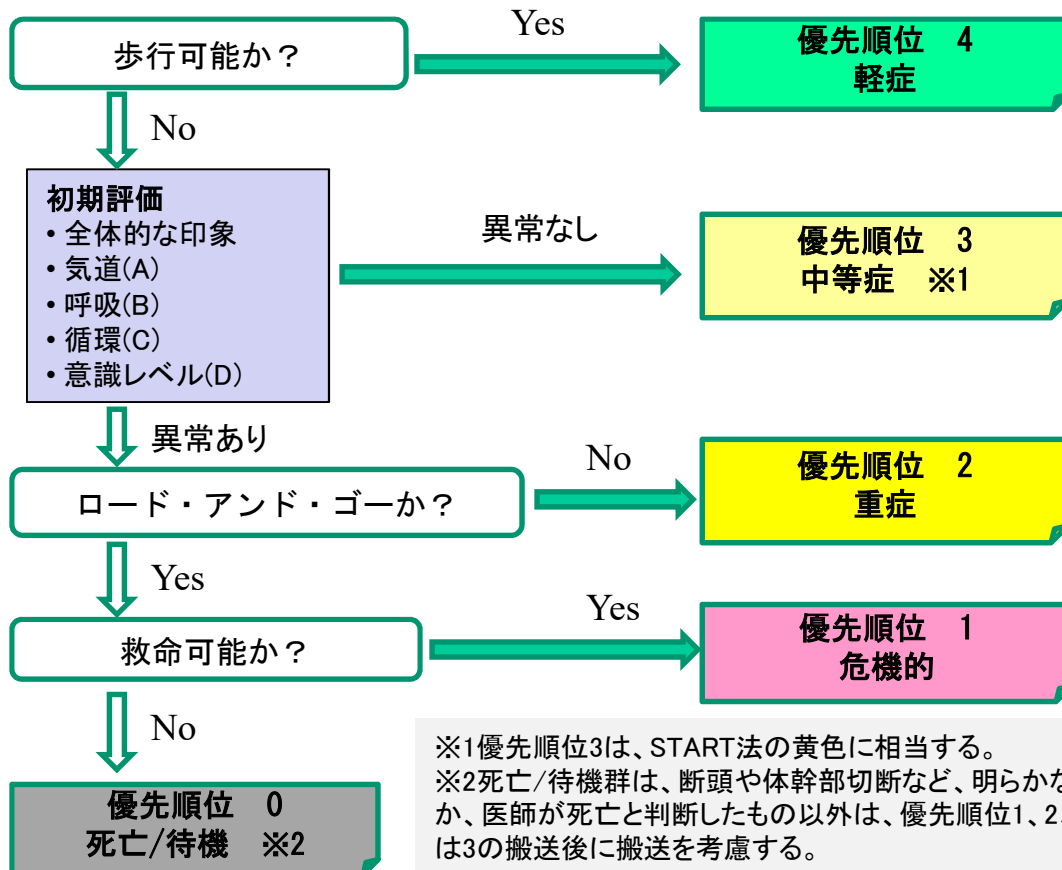 歩行可能か？
Yes
優先順位　4
軽症
No
初期評価
• 全体的な印象
• 気道(A)
• 呼吸(B)
• 循環(C)
• 意識レベル(D)
異常なし
優先順位　3
中等症　※1
異常あり
ロード・アンド・ゴーか？
No
優先順位　2
重症
Yes
救命可能か？
Yes
優先順位　1
危機的
No
優先順位　0
死亡/待機　※2
※1優先順位3は、START法の黄色に相当する。
※2死亡/待機群は、断頭や体幹部切断など、明らかな
か、医師が死亡と判断したもの以外は、優先順位1、2
は3の搬送後に搬送を考慮する。